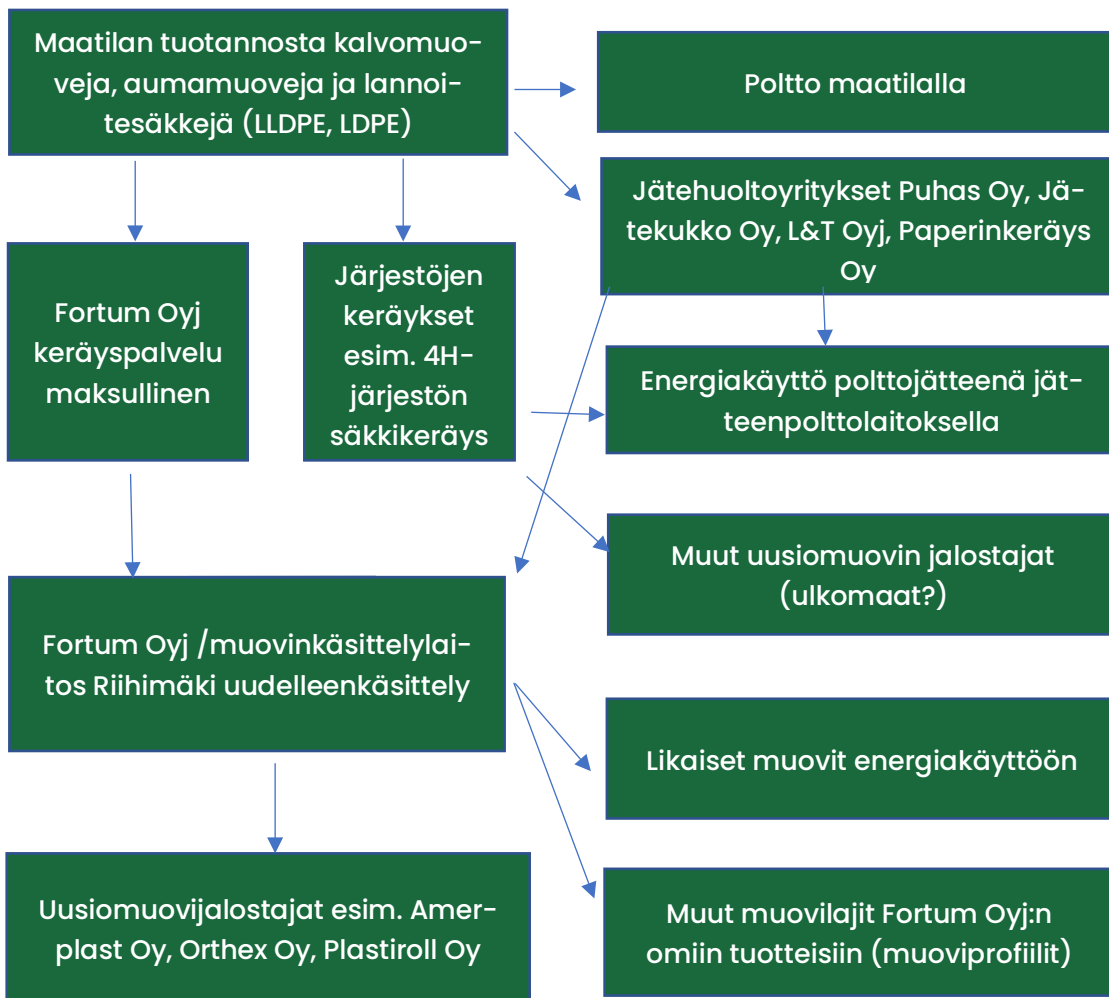 Maatilan tuotannosta kalvomuo-
veja, aumamuoveja ja lannoi-
tesäkkejä (LLDPE, LDPE)
Poltto maatilalla
Jätehuoltoyritykset Puhas Oy, Jä-
tekukko Oy, L&T Oyj, Paperinkeräys
Oy
Fortum Oyj
keräyspalvelu
maksullinen
Järjestöjen
keräykset
esim. 4H-
järjestön
säkkikeräys
Energiakäyttö polttojätteenä jät-
teenpolttolaitoksella
Muut uusiomuovin jalostajat
(ulkomaat?)
Fortum Oyj /muovinkäsittelylai-
tos Riihimäki uudelleenkäsittely
Likaiset muovit energiakäyttöön
Uusiomuovijalostajat esim. Amer-
plast Oy, Orthex Oy, Plastiroll Oy
Muut muovilajit Fortum Oyj:n
omiin tuotteisiin (muoviprofiilit)